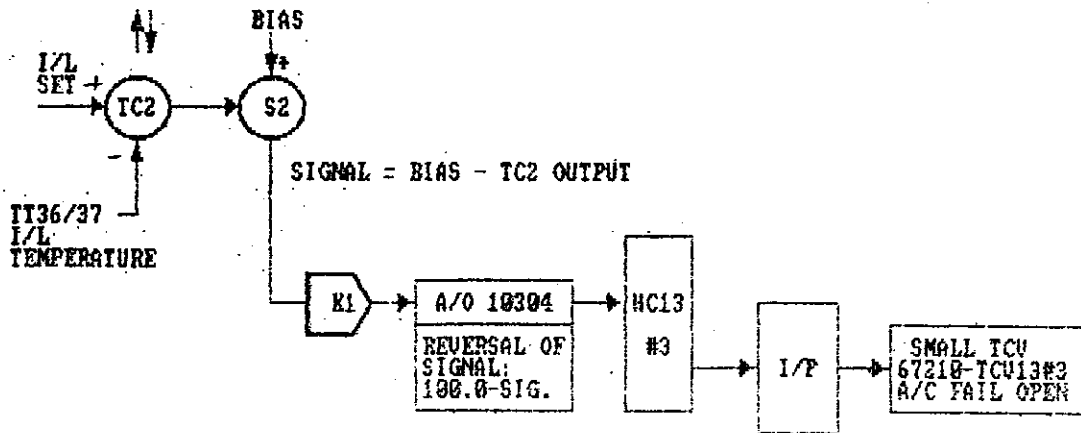 BIAS
+
I/L
SET +
TC2
S2
-
SIGNAL = BIAS - TC2 OUTPUT
TT36/37
I/L
TEMPERATURE
K1
A/O 10304
REVERSAL OF
SIGNAL:
100.0-SIG.
HC13
#3
I/P
SMALL TCV
67210-TCV13#3
A/C FAIL OPEN